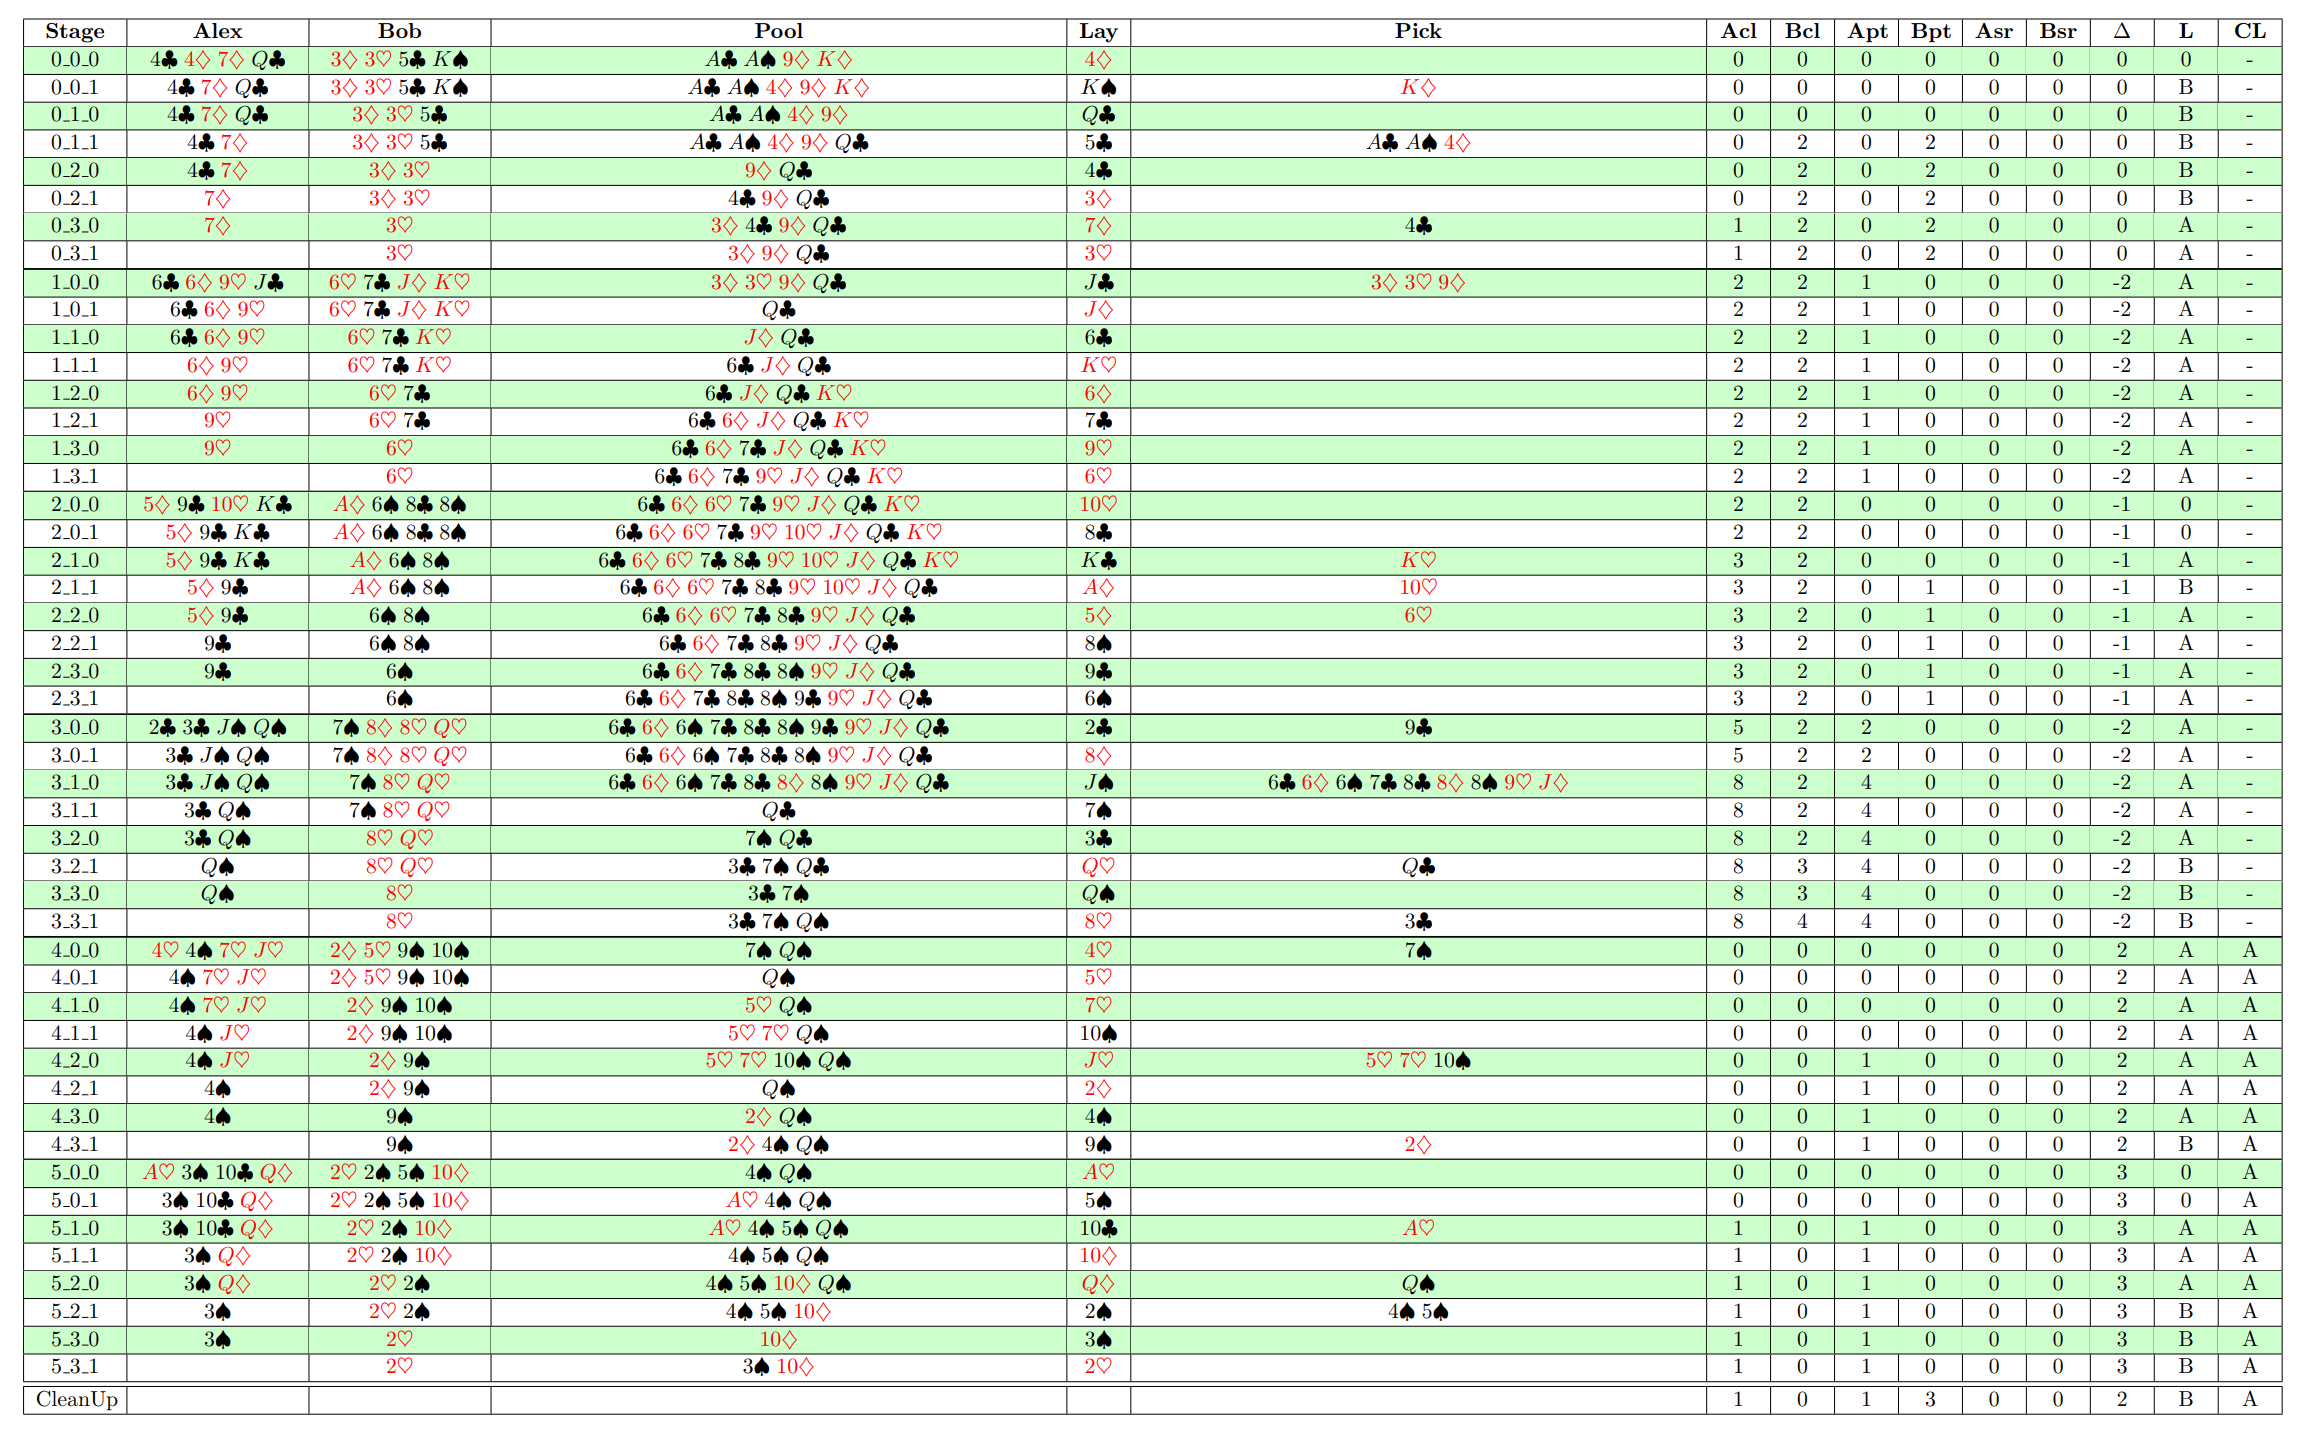 Stage Alex Bob Pool Lay Pick Acl Bcl Apt Bpt Asr Bsr Δ L CL
0_0_0 4♣ 4♢ 7♢ Q♣ 3♢ 3♡ 5♣ K♠ A♣ A♠ 9♢ K♢ 4♢ 0 0 0 0 0 0 0 0 -
0_0_1 4♣ 7♢ Q♣ 3♢ 3♡ 5♣ K♠ A♣ A♠ 4♢ 9♢ K♢ K♠ K♢ 0 0 0 0 0 0 0 B -
0_1_0 4♣ 7♢ Q♣ 3♢ 3♡ 5♣ A♣ A♠ 4♢ 9♢ Q♣ 0 0 0 0 0 0 0 B -
0_1_1 4♣ 7♢ 3♢ 3♡ 5♣ A♣ A♠ 4♢ 9♢ Q♣ 5♣ A♣ A♠ 4♢ 0 2 0 2 0 0 0 B -
0_2_0 4♣ 7♢ 3♢ 3♡ 9♢ Q♣ 4♣ 0 2 0 2 0 0 0 B -
0_2_1 7♢ 3♢ 3♡ 4♣ 9♢ Q♣ 3♢ 0 2 0 2 0 0 0 B -
0_3_0 7♢ 3♡ 3♢ 4♣ 9♢ Q♣ 7♢ 4♣ 1 2 0 2 0 0 0 A -
0_3_1 3♡ 3♢ 9♢ Q♣ 3♡ 1 2 0 2 0 0 0 A -
1_0_0 6♣ 6♢ 9♡ J♣ 6♡ 7♣ J♢ K♡ 3♢ 3♡ 9♢ Q♣ J♣ 3♢ 3♡ 9♢ 2 2 1 0 0 0 -2 A -
1_0_1 6♣ 6♢ 9♡ 6♡ 7♣ J♢ K♡ Q♣ J♢ 2 2 1 0 0 0 -2 A -
1_1_0 6♣ 6♢ 9♡ 6♡ 7♣ K♡ J♢ Q♣ 6♣ 2 2 1 0 0 0 -2 A -
1_1_1 6♢ 9♡ 6♡ 7♣ K♡ 6♣ J♢ Q♣ K♡ 2 2 1 0 0 0 -2 A -
1_2_0 6♢ 9♡ 6♡ 7♣ 6♣ J♢ Q♣ K♡ 6♢ 2 2 1 0 0 0 -2 A -
1_2_1 9♡ 6♡ 7♣ 6♣ 6♢ J♢ Q♣ K♡ 7♣ 2 2 1 0 0 0 -2 A -
1_3_0 9♡ 6♡ 6♣ 6♢ 7♣ J♢ Q♣ K♡ 9♡ 2 2 1 0 0 0 -2 A -
1_3_1 6♡ 6♣ 6♢ 7♣ 9♡ J♢ Q♣ K♡ 6♡ 2 2 1 0 0 0 -2 A -
2_0_0 5♢ 9♣ 10♡ K♣ A♢ 6♠ 8♣ 8♠ 6♣ 6♢ 6♡ 7♣ 9♡ J♢ Q♣ K♡ 10♡ 2 2 0 0 0 0 -1 0 -
2_0_1 5♢ 9♣ K♣ A♢ 6♠ 8♣ 8♠ 6♣ 6♢ 6♡ 7♣ 9♡ 10♡ J♢ Q♣ K♡ 8♣ 2 2 0 0 0 0 -1 0 -
2_1_0 5♢ 9♣ K♣ A♢ 6♠ 8♠ 6♣ 6♢ 6♡ 7♣ 8♣ 9♡ 10♡ J♢ Q♣ K♡ K♣ K♡ 3 2 0 0 0 0 -1 A -
2_1_1 5♢ 9♣ A♢ 6♠ 8♠ 6♣ 6♢ 6♡ 7♣ 8♣ 9♡ 10♡ J♢ Q♣ A♢ 10♡ 3 2 0 1 0 0 -1 B -
2_2_0 5♢ 9♣ 6♠ 8♠ 6♣ 6♢ 6♡ 7♣ 8♣ 9♡ J♢ Q♣ 5♢ 6♡ 3 2 0 1 0 0 -1 A -
2_2_1 9♣ 6♠ 8♠ 6♣ 6♢ 7♣ 8♣ 9♡ J♢ Q♣ 8♠ 3 2 0 1 0 0 -1 A -
2_3_0 9♣ 6♠ 6♣ 6♢ 7♣ 8♣ 8♠ 9♡ J♢ Q♣ 9♣ 3 2 0 1 0 0 -1 A -
2_3_1 6♠ 6♣ 6♢ 7♣ 8♣ 8♠ 9♣ 9♡ J♢ Q♣ 6♠ 3 2 0 1 0 0 -1 A -
3_0_0 2♣ 3♣ J♠ Q♠ 7♠ 8♢ 8♡ Q♡ 6♣ 6♢ 6♠ 7♣ 8♣ 8♠ 9♣ 9♡ J♢ Q♣ 2♣ 9♣ 5 2 2 0 0 0 -2 A -
3_0_1 3♣ J♠ Q♠ 7♠ 8♢ 8♡ Q♡ 6♣ 6♢ 6♠ 7♣ 8♣ 8♠ 9♡ J♢ Q♣ 8♢ 5 2 2 0 0 0 -2 A -
3_1_0 3♣ J♠ Q♠ 7♠ 8♡ Q♡ 6♣ 6♢ 6♠ 7♣ 8♣ 8♢ 8♠ 9♡ J♢ Q♣ J♠ 6♣ 6♢ 6♠ 7♣ 8♣ 8♢ 8♠ 9♡ J♢ 8 2 4 0 0 0 -2 A -
3_1_1 3♣ Q♠ 7♠ 8♡ Q♡ Q♣ 7♠ 8 2 4 0 0 0 -2 A -
3_2_0 3♣ Q♠ 8♡ Q♡ 7♠ Q♣ 3♣ 8 2 4 0 0 0 -2 A -
3_2_1 Q♠ 8♡ Q♡ 3♣ 7♠ Q♣ Q♡ Q♣ 8 3 4 0 0 0 -2 B -
3_3_0 Q♠ 8♡ 3♣ 7♠ Q♠ 8 3 4 0 0 0 -2 B -
3_3_1 8♡ 3♣ 7♠ Q♠ 8♡ 3♣ 8 4 4 0 0 0 -2 B -
4_0_0 4♡ 4♠ 7♡ J♡ 2♢ 5♡ 9♠ 10♠ 7♠ Q♠ 4♡ 7♠ 0 0 0 0 0 0 2 A A
4_0_1 4♠ 7♡ J♡ 2♢ 5♡ 9♠ 10♠ Q♠ 5♡ 0 0 0 0 0 0 2 A A
4_1_0 4♠ 7♡ J♡ 2♢ 9♠ 10♠ 5♡ Q♠ 7♡ 0 0 0 0 0 0 2 A A
4_1_1 4♠ J♡ 2♢ 9♠ 10♠ 5♡ 7♡ Q♠ 10♠ 0 0 0 0 0 0 2 A A
4_2_0 4♠ J♡ 2♢ 9♠ 5♡ 7♡ 10♠ Q♠ J♡ 5♡ 7♡ 10♠ 0 0 1 0 0 0 2 A A
4_2_1 4♠ 2♢ 9♠ Q♠ 2♢ 0 0 1 0 0 0 2 A A
4_3_0 4♠ 9♠ 2♢ Q♠ 4♠ 0 0 1 0 0 0 2 A A
4_3_1 9♠ 2♢ 4♠ Q♠ 9♠ 2♢ 0 0 1 0 0 0 2 B A
5_0_0 A♡ 3♠ 10♣ Q♢ 2♡ 2♠ 5♠ 10♢ 4♠ Q♠ A♡ 0 0 0 0 0 0 3 0 A
5_0_1 3♠ 10♣ Q♢ 2♡ 2♠ 5♠ 10♢ A♡ 4♠ Q♠ 5♠ 0 0 0 0 0 0 3 0 A
5_1_0 3♠ 10♣ Q♢ 2♡ 2♠ 10♢ A♡ 4♠ 5♠ Q♠ 10♣ A♡ 1 0 1 0 0 0 3 A A
5_1_1 3♠ Q♢ 2♡ 2♠ 10♢ 4♠ 5♠ Q♠ 10♢ 1 0 1 0 0 0 3 A A
5_2_0 3♠ Q♢ 2♡ 2♠ 4♠ 5♠ 10♢ Q♠ Q♢ Q♠ 1 0 1 0 0 0 3 A A
5_2_1 3♠ 2♡ 2♠ 4♠ 5♠ 10♢ 2♠ 4♠ 5♠ 1 0 1 0 0 0 3 B A
5_3_0 3♠ 2♡ 10♢ 3♠ 1 0 1 0 0 0 3 B A
5_3_1 2♡ 3♠ 10♢ 2♡ 1 0 1 0 0 0 3 B A
CleanUp 1 0 1 3 0 0 2 B A